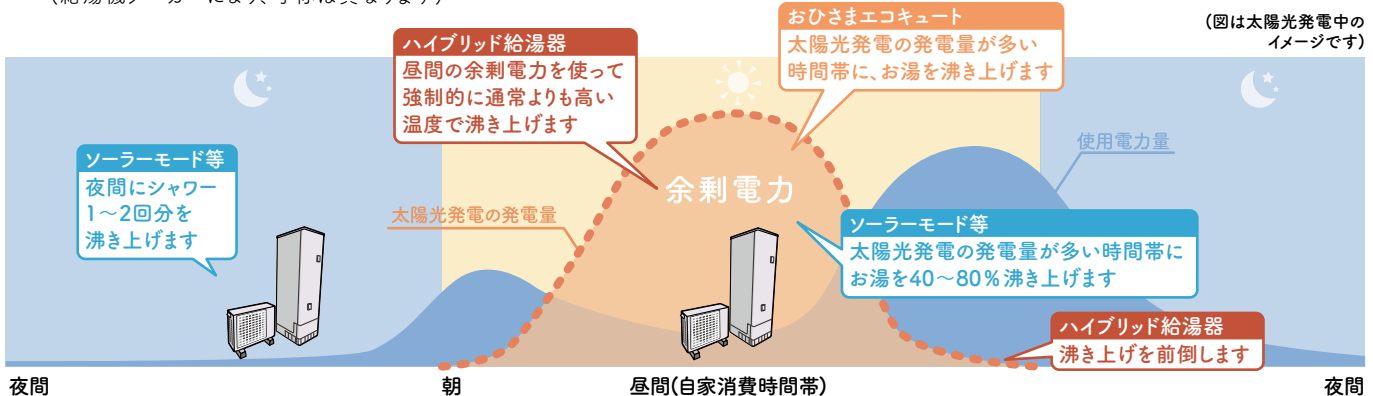 おひさまエコキュート
太陽光発電の発電量が多い
時間帯に、お湯を沸き上げます
(図は太陽光発電中の
イメージです)
ハイブリッド給湯器
昼間の余剰電力を使って
強制的に通常よりも高い
温度で沸き上げます
ソーラーモード等
夜間にシャワー
1〜2回分を
沸き上げます
使用電力量
余剰電力
太陽光発電の発電量
ソーラーモード等
太陽光発電の発電量が多い時間帯に
お湯を40〜80%沸き上げます
ハイブリッド給湯器
沸き上げを前倒します
夜間
朝
昼間(自家消費時間帯)
夜間